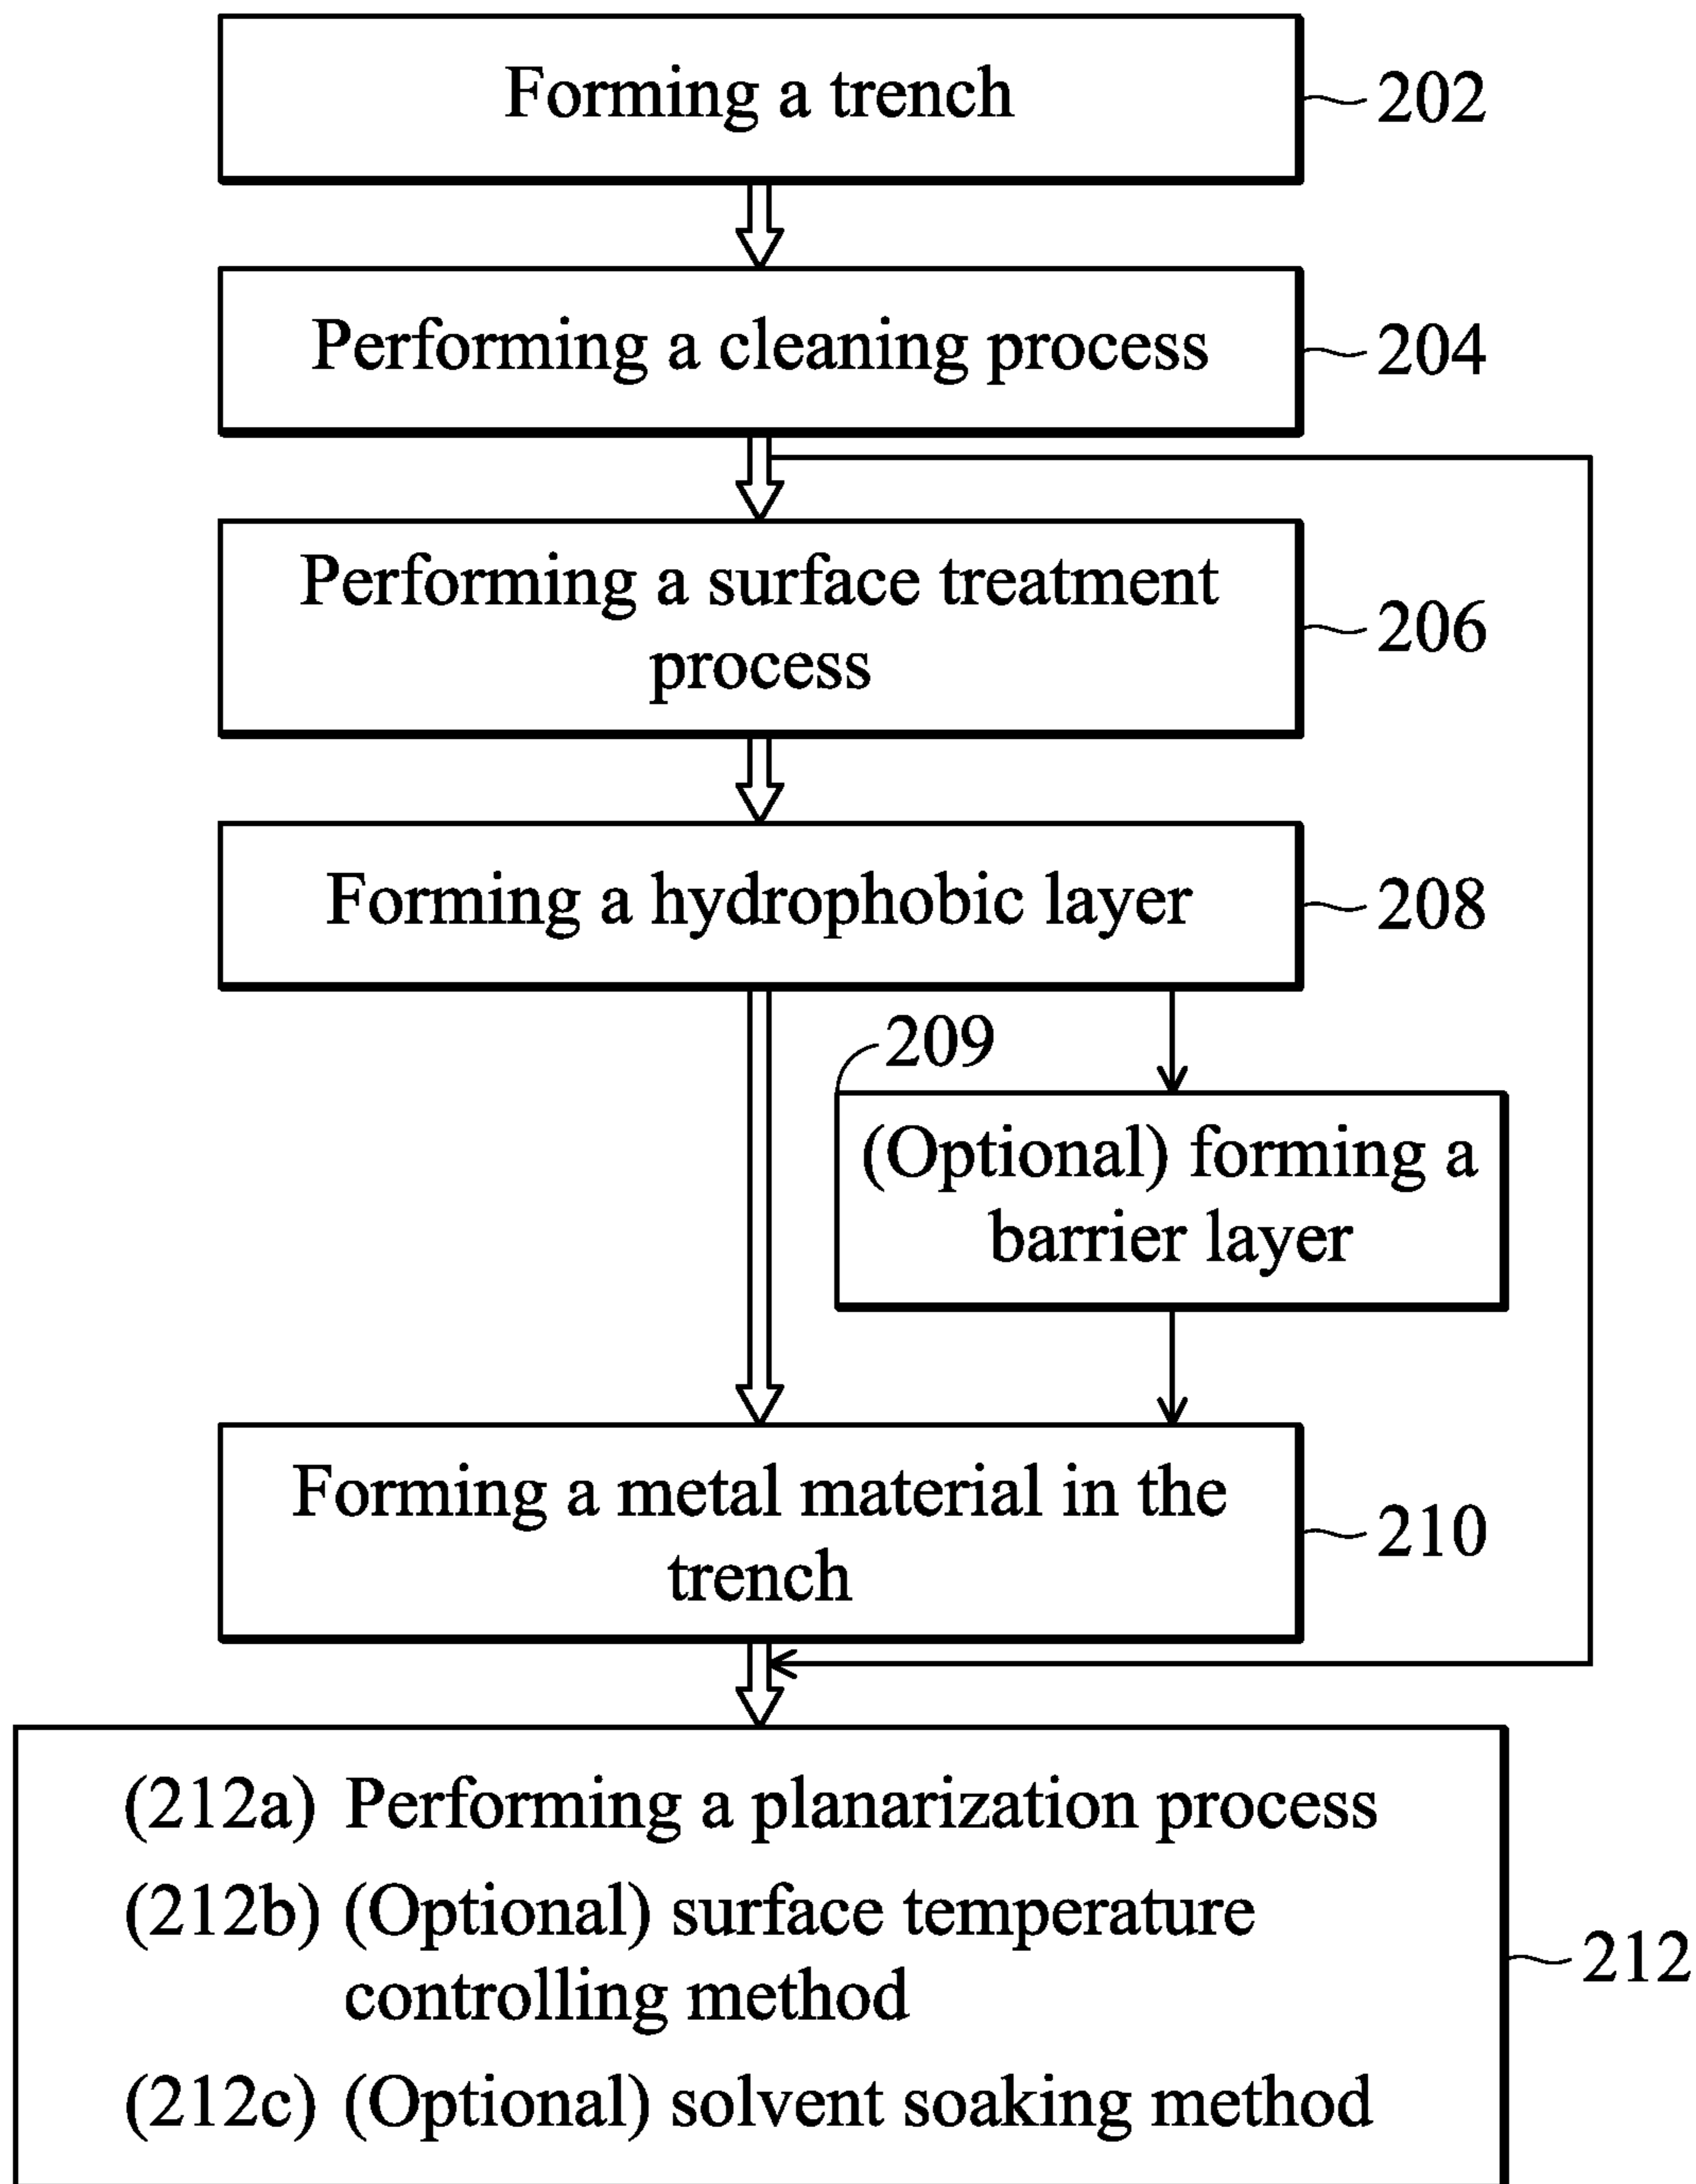 Forming a trench
202
Performing a cleaning process
204
Performing a surface treatment
process
206
Forming a hydrophobic layer
208
209
(Optional) forming a
barrier layer
Forming a metal material in the
trench
210
(212a) Performing a planarization process
(212b) (Optional) surface temperature
controlling method
(212c) (Optional) solvent soaking method
212